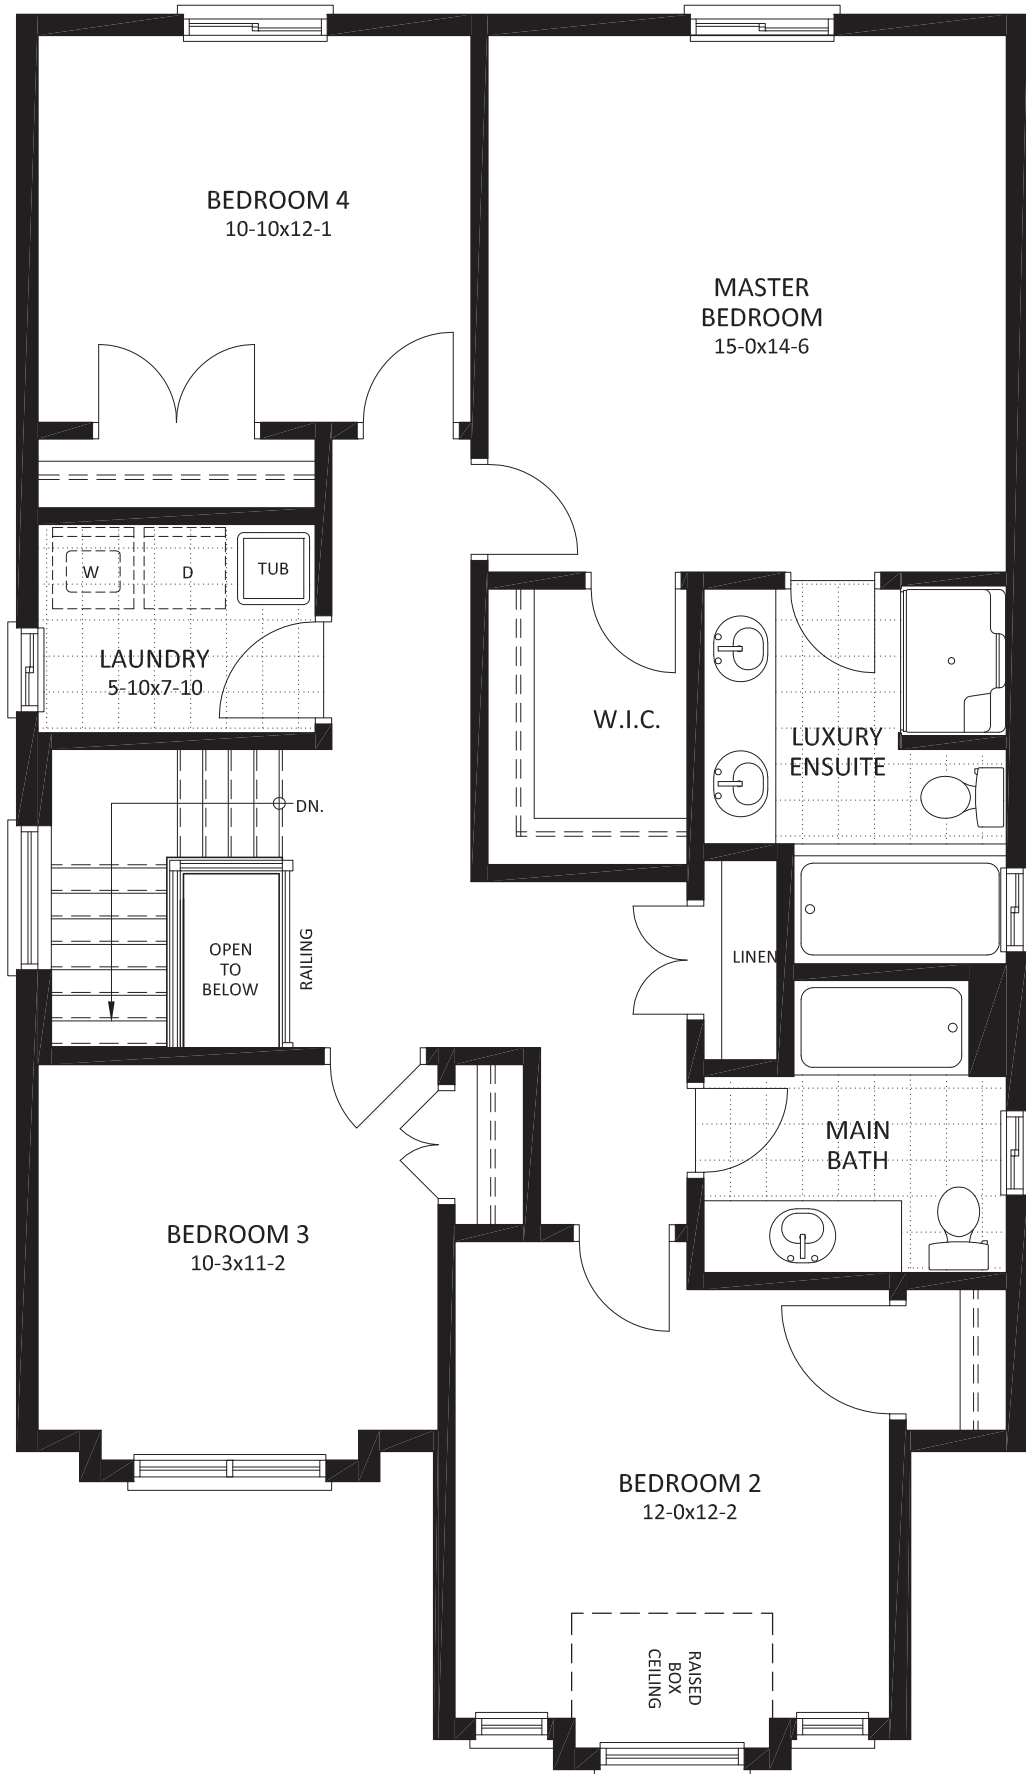 BEDROOM 4
10-10x12-1
MASTER
BEDROOM
15-0x14-6
W
D
TUB
LAUNDRY
5-10x7-10
W.I.C.
LUXURY
ENSUITE
DN.
OPEN
TO
BELOW
RAILING
LINEN
MAIN
BATH
BEDROOM 3
10-3x11-2
BEDROOM 2
12-0x12-2
RAISED
BOX
CEILING